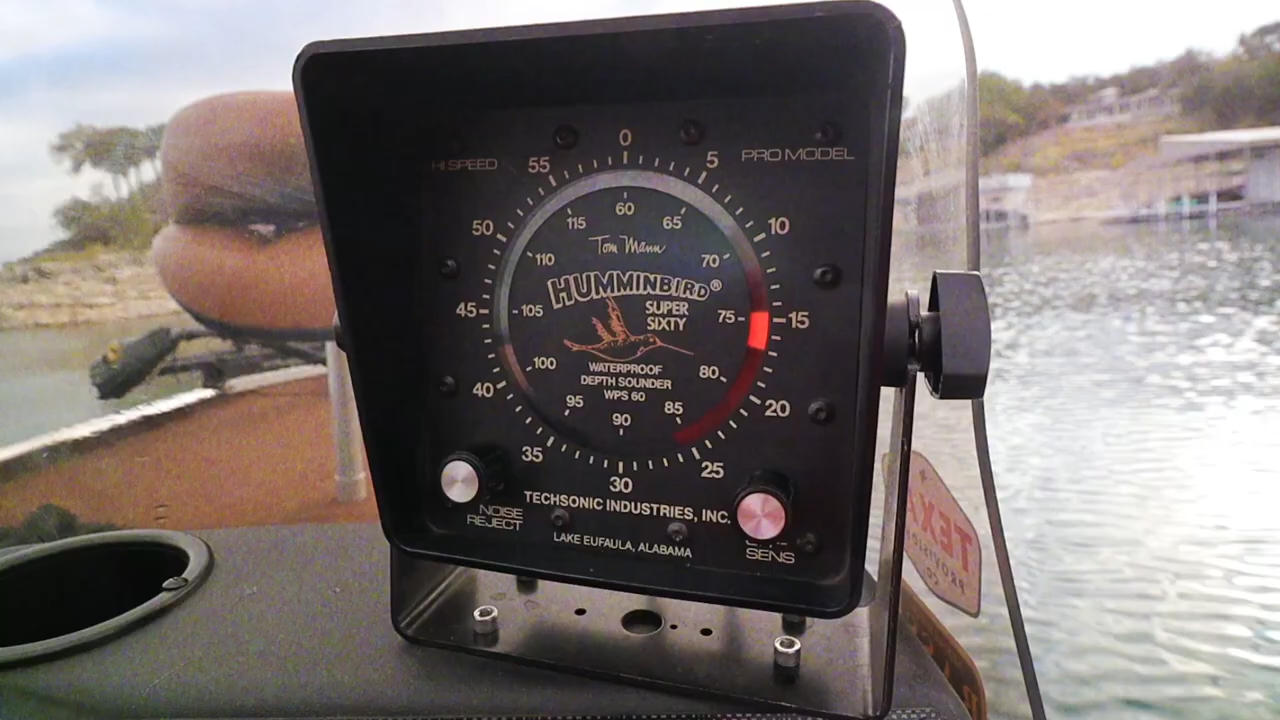 HI SPEED
PRO MODEL
0
5
10
15
20
25
30
35
40
45
50
55
60
65
70
75
80
85
90
95
100
105
110
115
Tom Mann
HUMMINBIRD®
SUPER
SIXTY
WATERPROOF
DEPTH SOUNDER
WPS 60
NOISE
REJECT
TECHSONIC INDUSTRIES, INC.
LAKE EUFAULA, ALABAMA
SENS